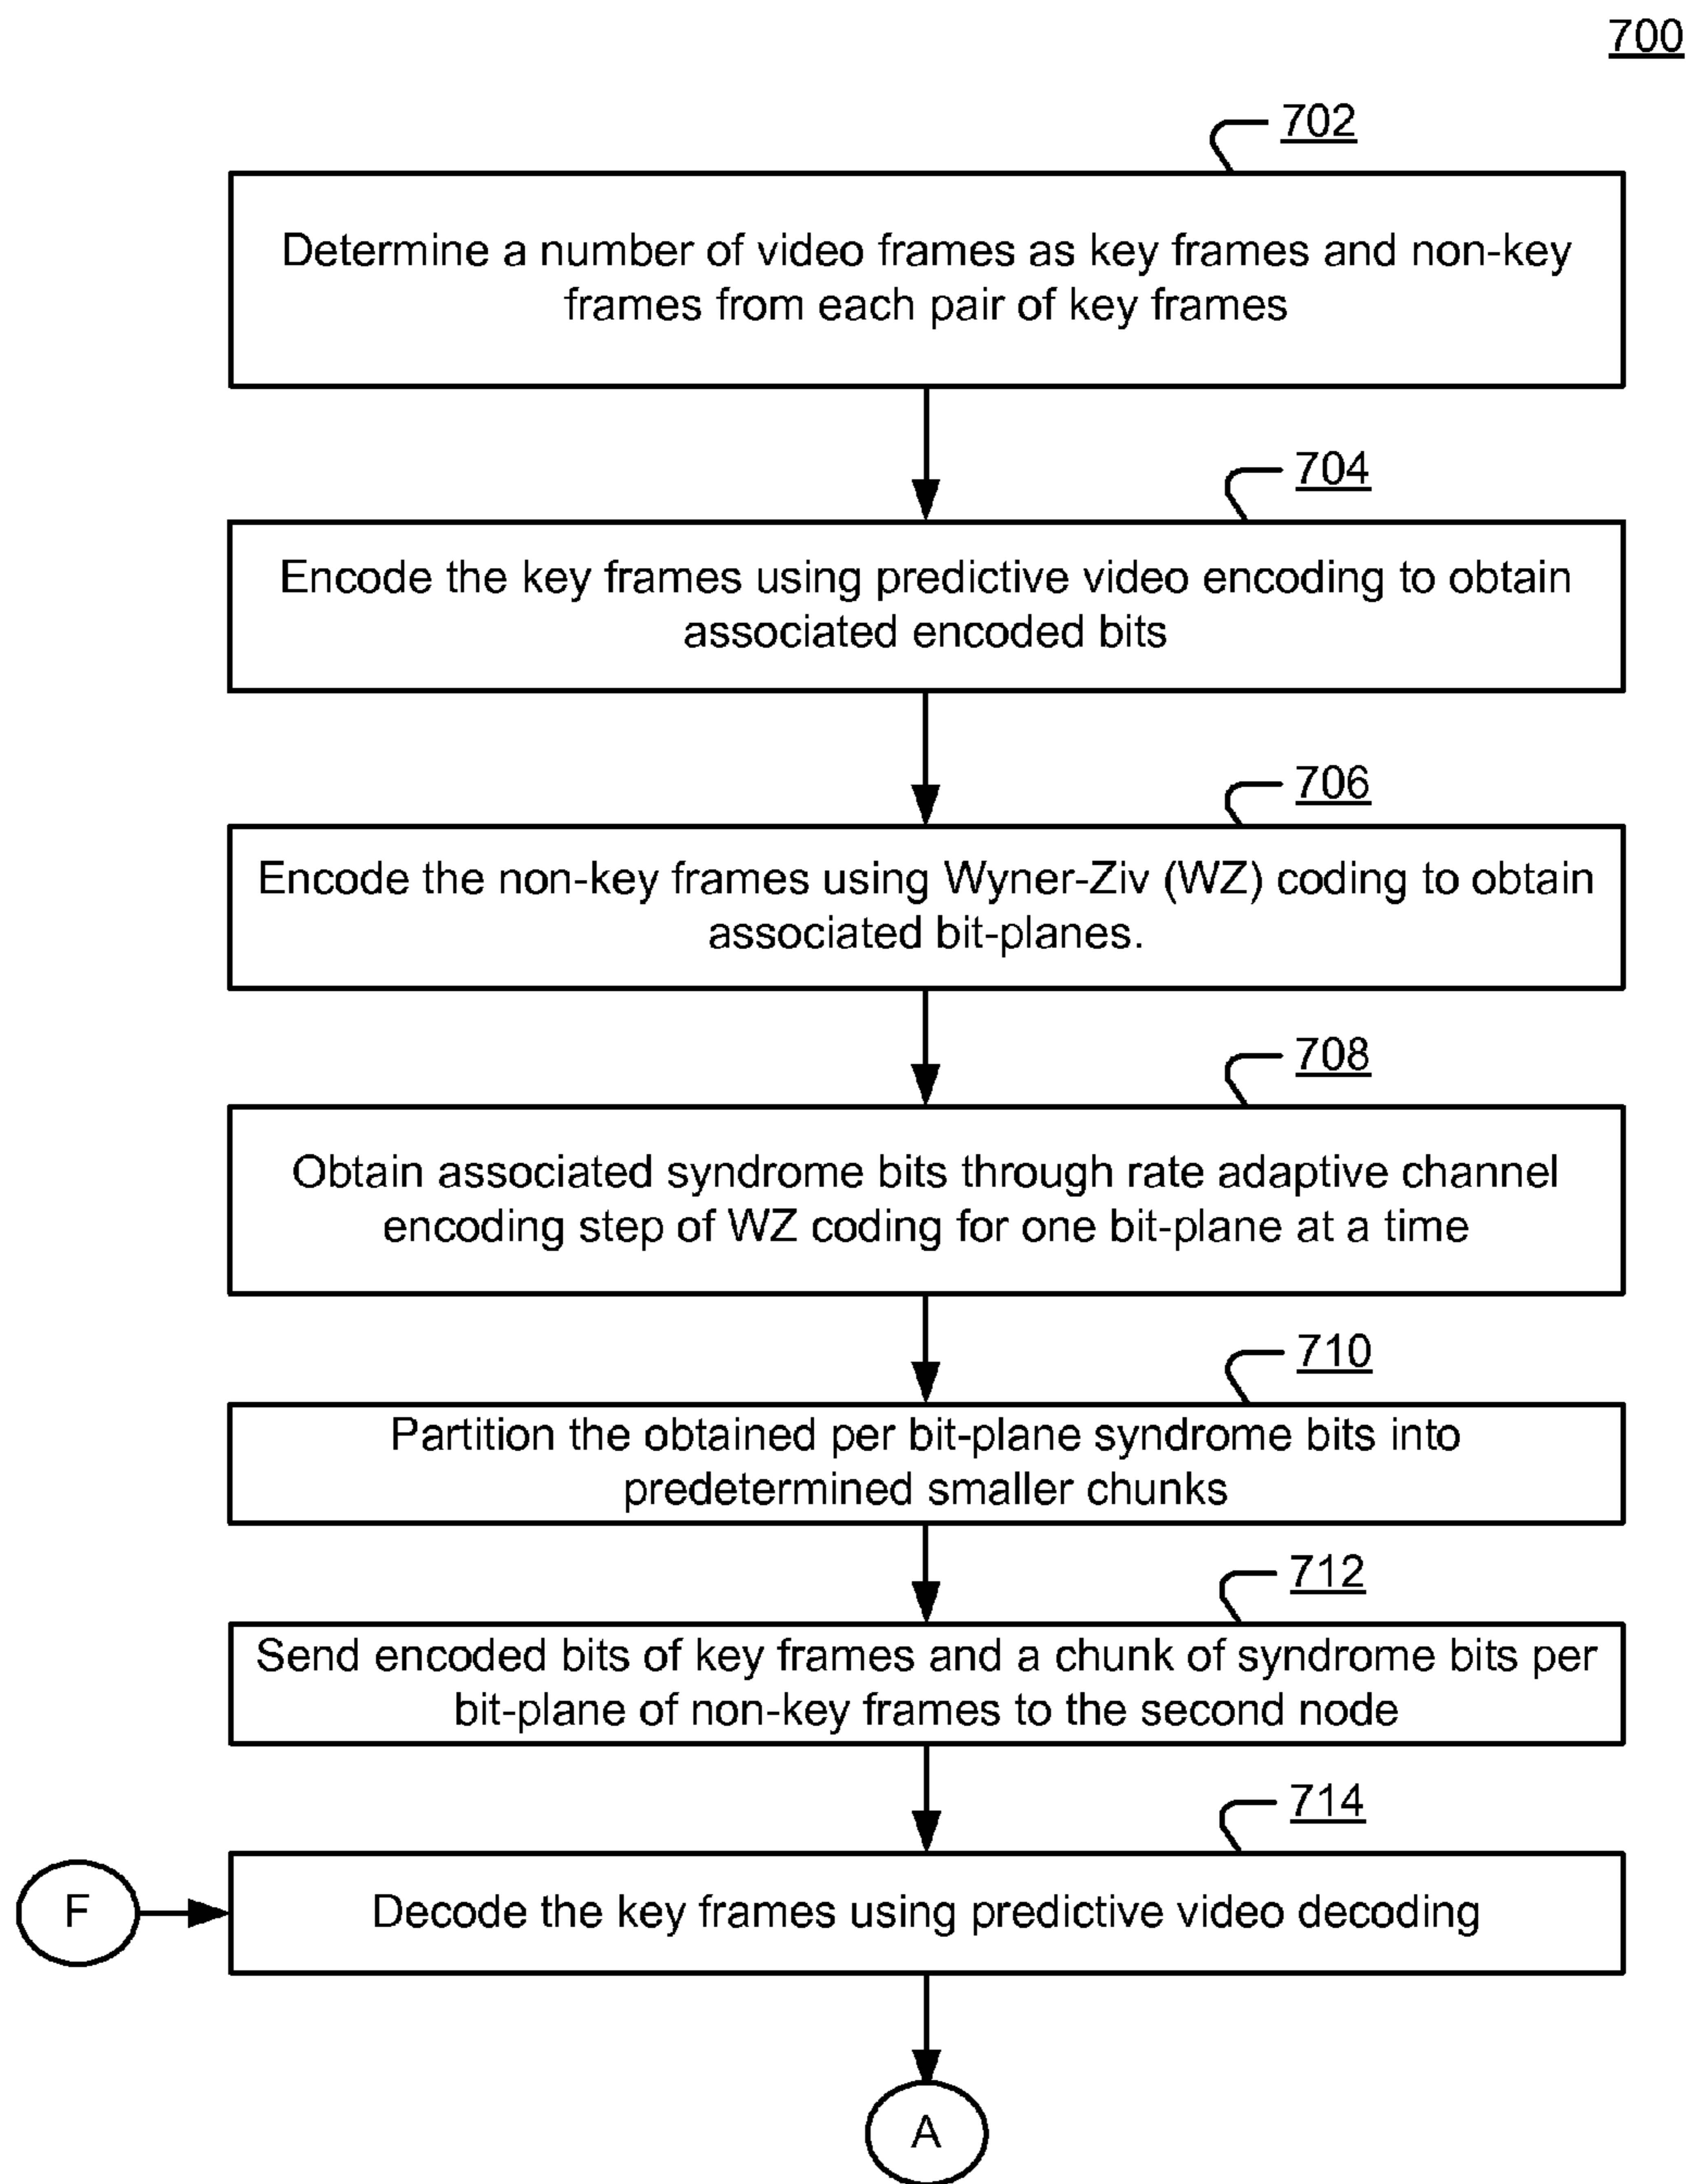 700
702
Determine a number of video frames as key frames and non-key
frames from each pair of key frames
704
Encode the key frames using predictive video encoding to obtain
associated encoded bits
706
Encode the non-key frames using Wyner-Ziv (WZ) coding to obtain
associated bit-planes.
708
Obtain associated syndrome bits through rate adaptive channel
encoding step of WZ coding for one bit-plane at a time
710
Partition the obtained per bit-plane syndrome bits into
predetermined smaller chunks
712
Send encoded bits of key frames and a chunk of syndrome bits per
bit-plane of non-key frames to the second node
714
F
Decode the key frames using predictive video decoding
A